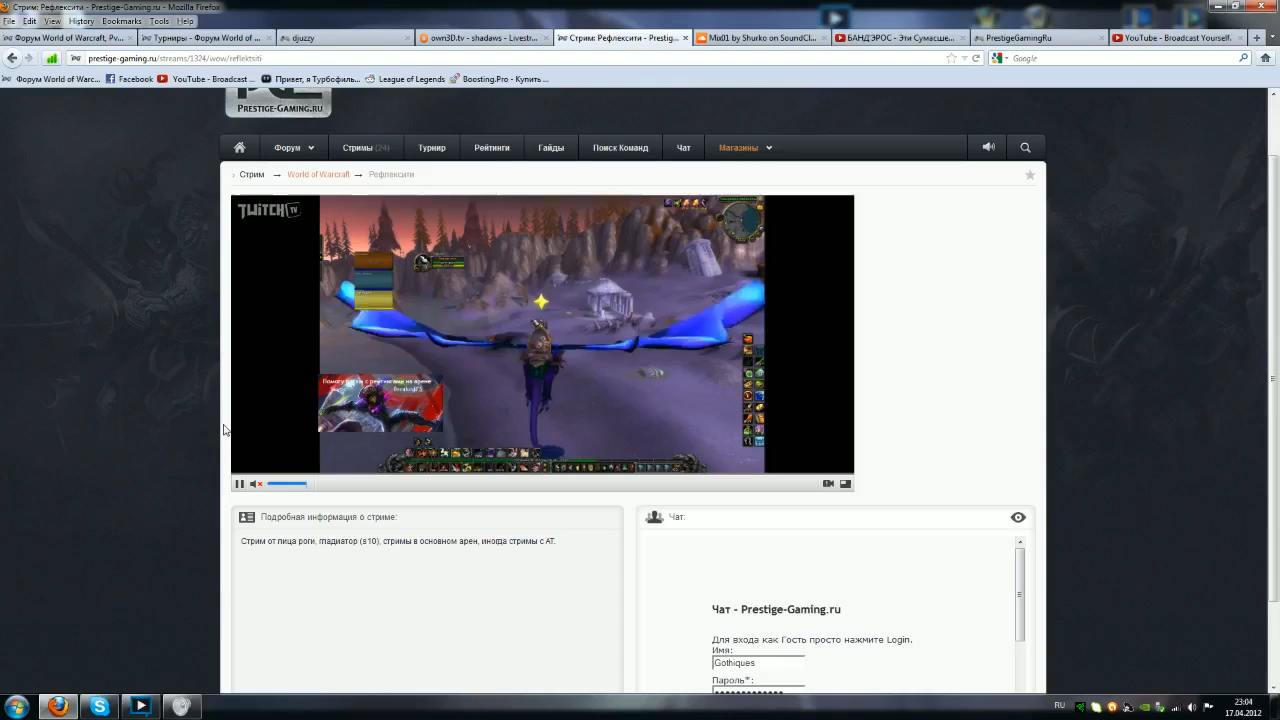 Стрим: Рефлексити - Prestige-Gaming.ru - Mozilla Firefox
File Edit View History Bookmarks Tools Help
Форум World of Warcraft, Pv...
Турниры - Форум World of ...
djuzzy
own3D.tv - shadaws - Livestr...
Стрим: Рефлексити - Prestig...
Mix01 by Shurko on SoundCl...
БАНДЭРОС - Эти Сумасше...
PrestigeGamingRu
YouTube - Broadcast Yourself.
prestige-gaming.ru/streams/1324/wow/reflektsiti
Google
Форум World of Warc...
Facebook
YouTube - Broadcast ...
Привет, я Турбофиль...
League of Legends
Boosting.Pro - Купить ...
PRESTIGE-GAMING.RU
Форум
Стримы (24)
Турнир
Рейтинги
Гайды
Поиск Команд
Чат
Магазины
Стрим → World of Warcraft → Рефлексити
TWITCH TV
Подробная информация о стриме:
Стрим от лица роги, гладиатор (s10), стримы в основном арен, иногда стримы с АТ.
Чат:
Чат - Prestige-Gaming.ru
Для входа как Гость просто нажмите Login.
Имя:
Gothiques
Пароль*:
RU
23:04
17.04.2012